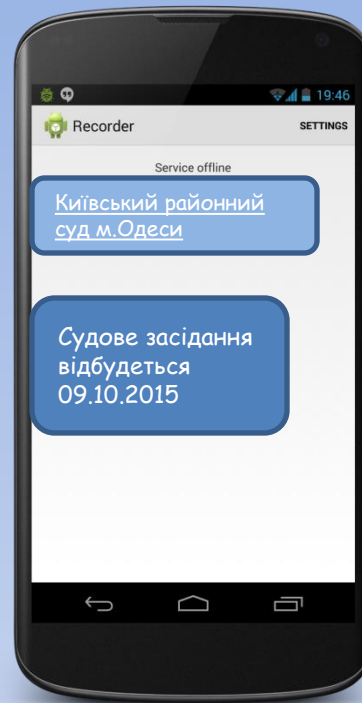 19:46
Recorder SETTINGS
Service offline
Київський районний
суд м.Одеси
Судове засідання
відбудеться
09.10.2015